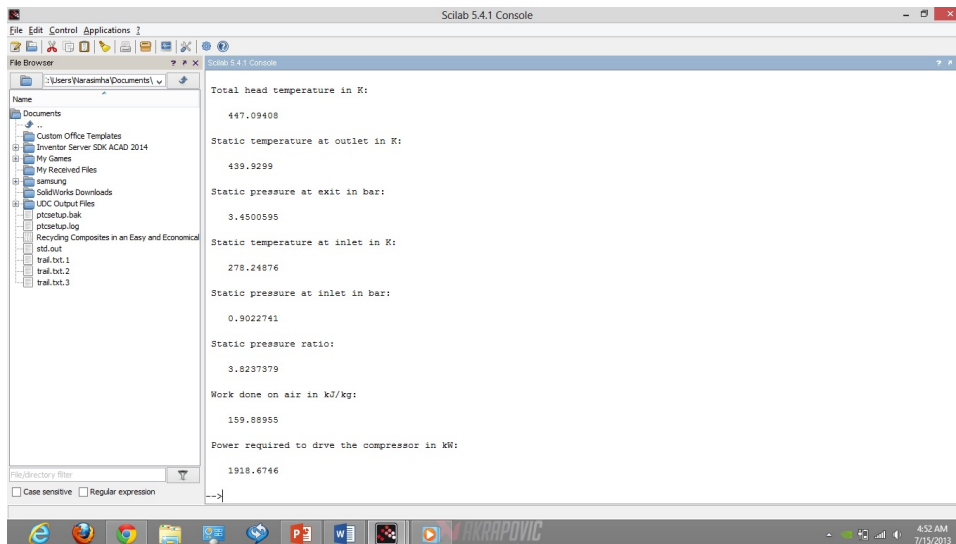 Scilab 5.4.1 Console
File Edit Control Applications ?
File Browser
Scilab 5.4.1 Console
:\Users\Narasimha\Documents\
Name
Documents
..
Custom Office Templates
Inventor Server SDK ACAD 2014
My Games
My Received Files
samsung
SolidWorks Downloads
UDC Output Files
ptcsetup.bak
ptcsetup.log
Recyding Composites in an Easy and Economical
std.out
trail.txt.1
trail.txt.2
trail.txt.3
File/directory filter
Case sensitive Regular expression
Total head temperature in K:
447.09408
Static temperature at outlet in K:
439.9299
Static pressure at exit in bar:
3.4500595
Static temperature at inlet in K:
278.24876
Static pressure at inlet in bar:
0.9022741
Static pressure ratio:
3.8237379
Work done on air in kJ/kg:
159.88955
Power required to drve the compressor in kW:
1918.6746
-->
AKRAPOVIC
4:52 AM
7/15/2013